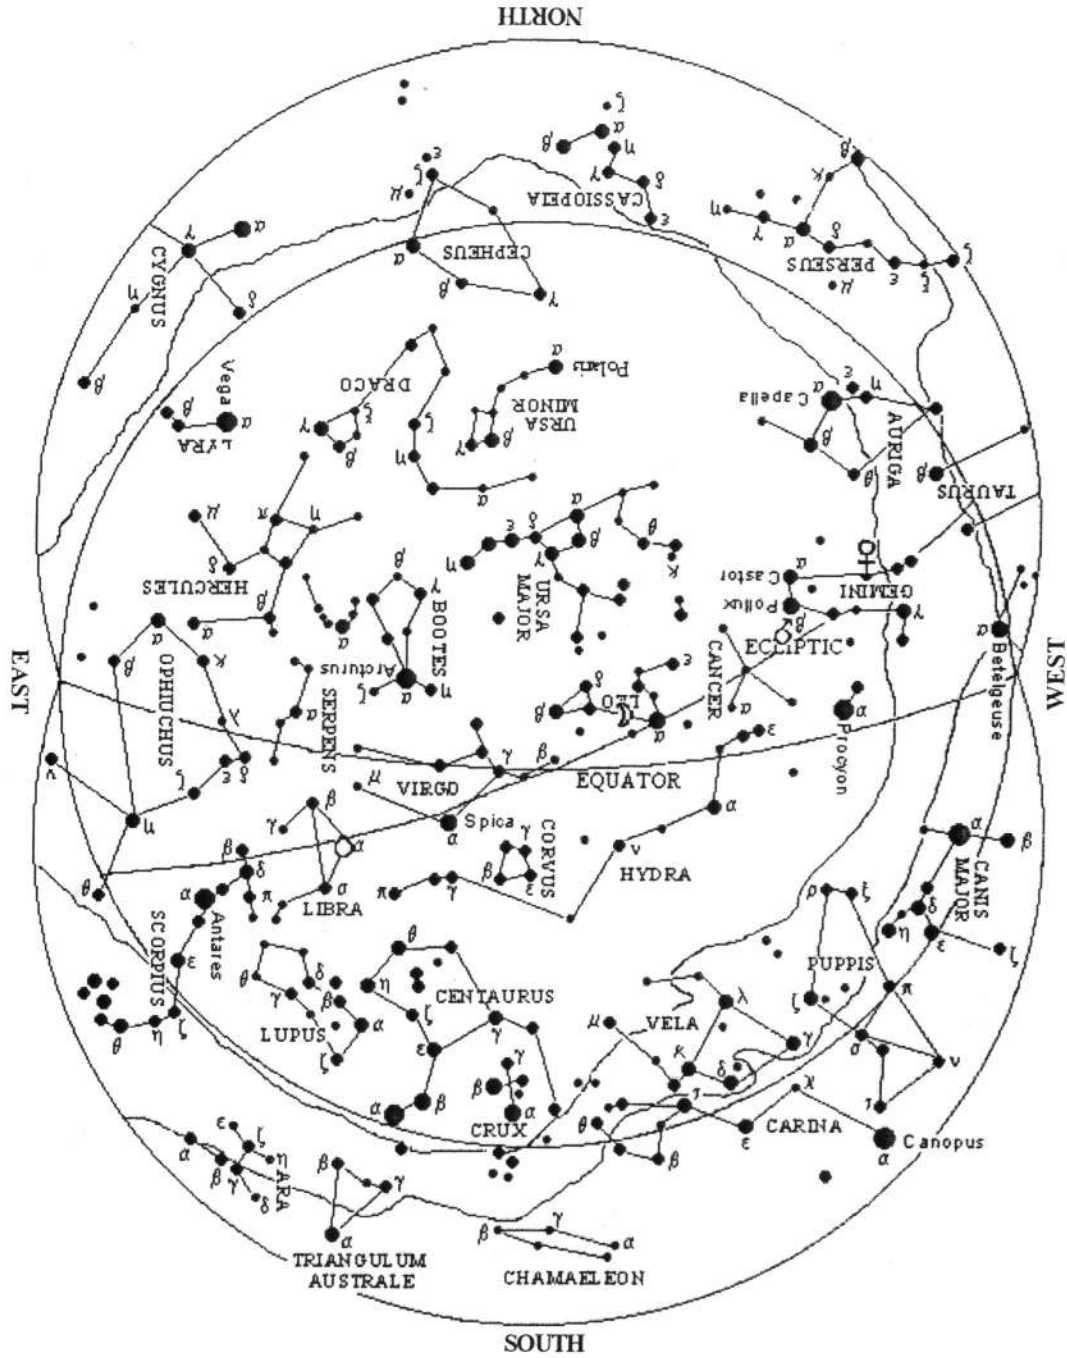 NORTH
ζ
α
β
η
γ
δ
CASSIOPEIA
ε
ε
ζ
μ
CEPHEUS
α
β
γ
β
κ
η
γ
α
δ
PERSEUS
ε
ξ
ζ
μ
α
γ
CYGNUS
η
δ
β
Vega
α
β
LYRA
DRACO
ξ
γ
β
ζ
η
α
Polaris
α
URSA
MINOR
γ
β
ε
η
α
Capella
β
θ
AURIGA
β
TAURUS
μ
π
η
δ
HERCULES
β
α
β
γ
BOOTES
Arcturus
ζ
α
η
α
δ
ε
β
γ
η
URSA
MAJOR
θ
κ
α
Castor
♀
Pollux
β
♂
GEMINI
γ
ECLIPTIC
α
Betelgeuse
WEST
EAST
α
β
κ
OPHIUCHUS
λ
ε
δ
ζ
ν
η
θ
SERPENS
α
δ
LEO
β
α
ε
CANCER
α
α
Procyon
ε
EQUATOR
β
γ
VIRGO
μ
α
Spica
β
γ
α
σ
LIBRA
CORVUS
γ
β
ε
π
γ
ν
HYDRA
α
α
β
CANIS
MAJOR
δ
η
ε
ζ
β
δ
π
α
Antares
SCORPIUS
ε
ζ
η
θ
δ
θ
γ
β
LUPUS
α
ζ
θ
η
CENTAURUS
ζ
γ
ε
β
α
γ
β
α
CRUX
ρ
ξ
PUPPIS
ζ
π
σ
ν
τ
λ
μ
VELA
γ
κ
δ
ι
χ
θ
β
ε
CARINA
α
Canopus
ε
ζ
α
β
γ
η
δ
ARA
β
γ
α
TRIANGULUM
AUSTRALE
β
γ
α
CHAMAELEON
SOUTH